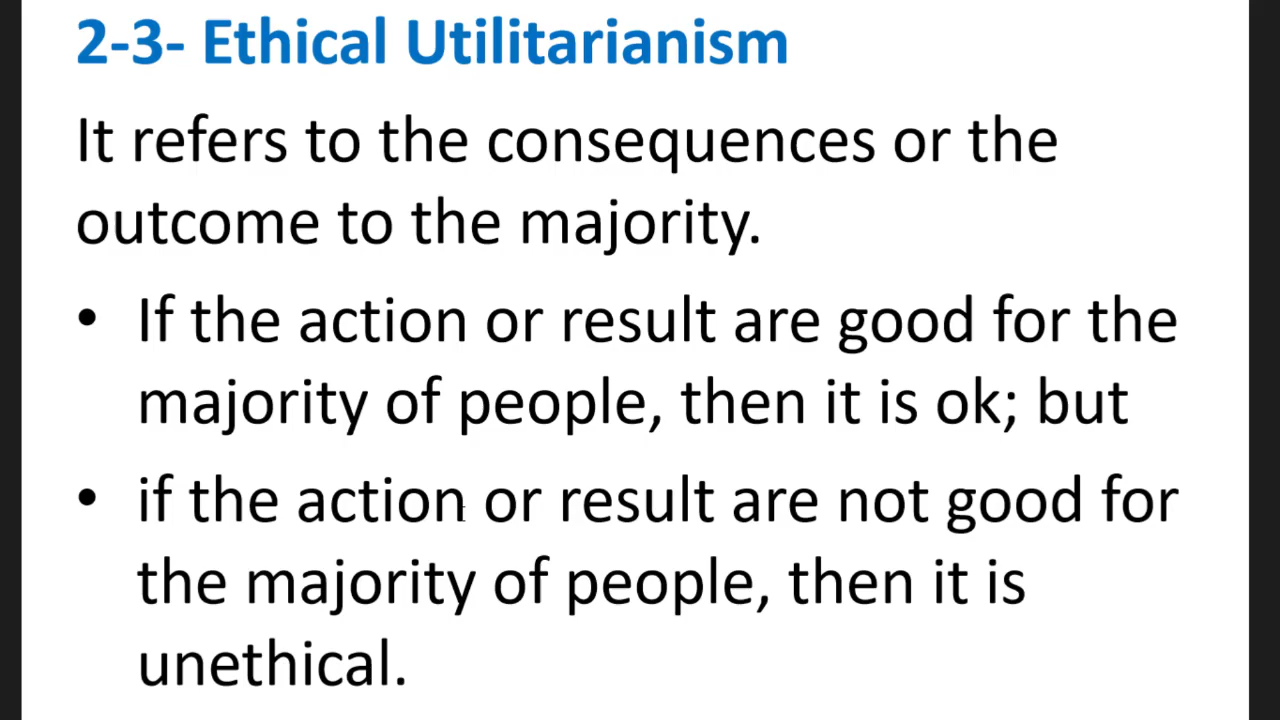 2-3- Ethical Utilitarianism
It refers to the consequences or the
outcome to the majority.
• If the action or result are good for the
majority of people, then it is ok; but
• if the action or result are not good for
the majority of people, then it is
unethical.